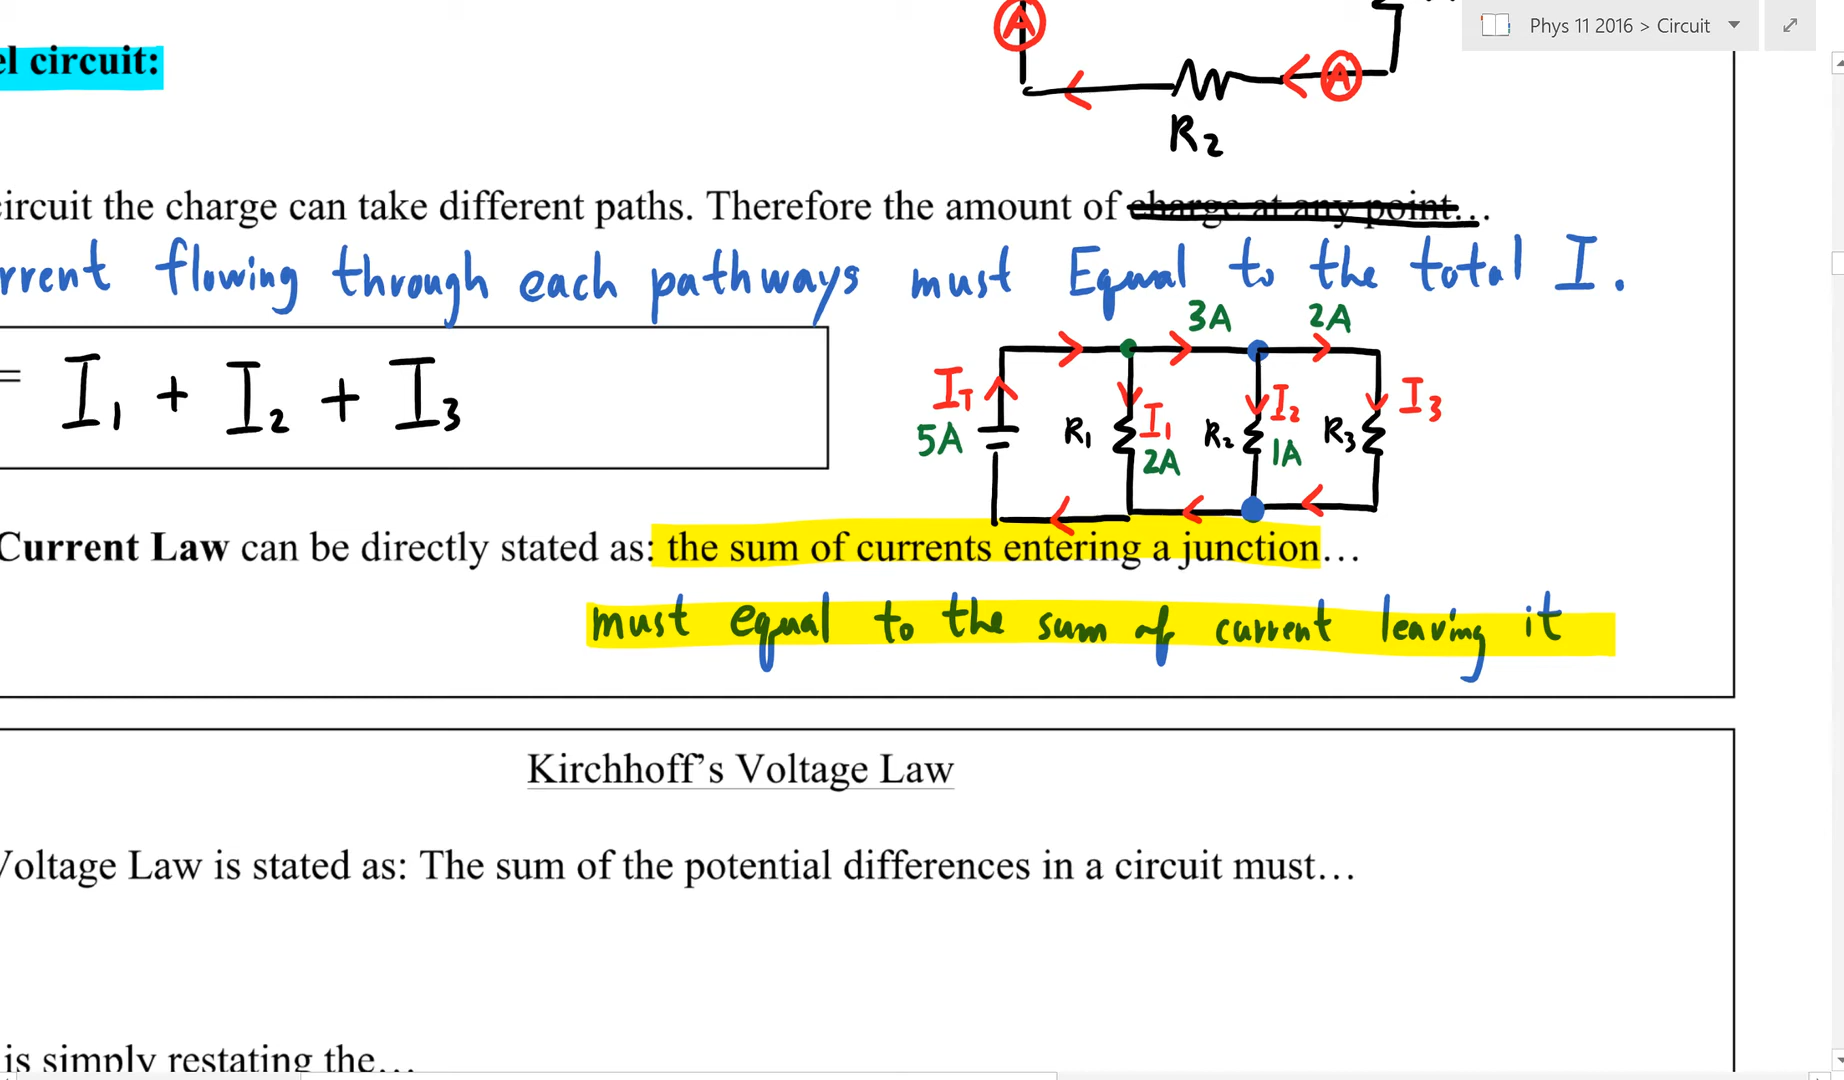 Phys 11 2016 > Circuit
A
A
R2
el circuit:
ircuit the charge can take different paths. Therefore the amount of charge at any point...
rrent flowing through each pathways must Equal to the total I.
3A 2A
= I1 + I2 + I3
IT
5A
R1
I1
2A
R2
I2
1A
R3
I3
Current Law can be directly stated as: the sum of currents entering a junction...
must equal to the sum of current leaving it
Kirchhoff's Voltage Law
Voltage Law is stated as: The sum of the potential differences in a circuit must...
is simply restating the...